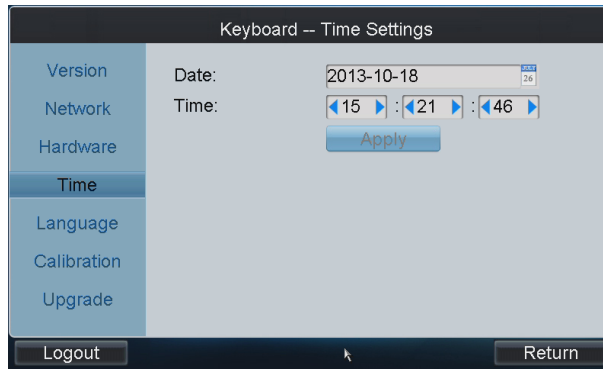 Keyboard -- Time Settings
Version
Network
Hardware
Time
Language
Calibration
Upgrade
Date: 2013-10-18 26
Time: 15 : 21 : 46
Apply
Logout
Return